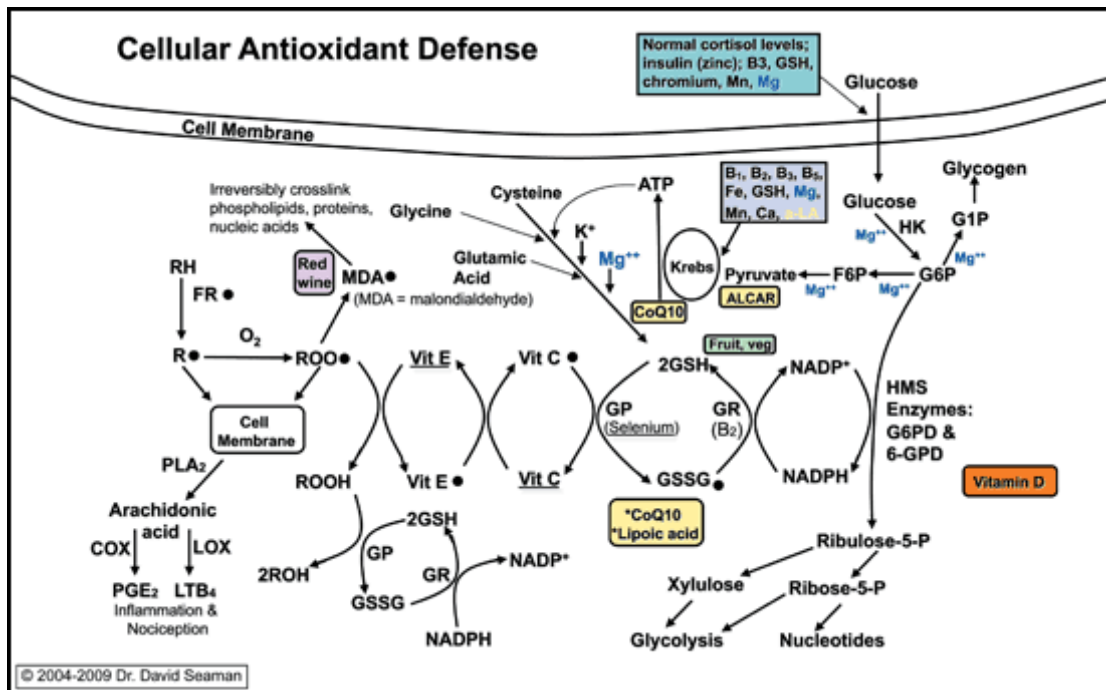 Cellular Antioxidant Defense
Normal cortisol levels;
insulin (zinc); B3, GSH,
chromium, Mn, Mg
Glucose
Cell Membrane
Glycogen
Irreversibly crosslink
phospholipids, proteins,
nucleic acids
Cysteine
ATP
B₁, B₂, B₃, B₅,
Fe, GSH, Mg,
Mn, Ca, a-LA
Glycine
Glucose
HK
G1P
Mg⁺⁺
Mg⁺⁺
K⁺
Mg⁺⁺
Glutamic
Acid
Krebs
Pyruvate
F6P
G6P
Mg⁺⁺
Mg⁺⁺
ALCAR
CoQ10
RH
FR ●
Red
wine
MDA●
(MDA = malondialdehyde)
O₂
R●
ROO●
Vit E
Vit C ●
2GSH
Fruit, veg
NADP⁺
Cell
Membrane
GP
(Selenium)
GR
(B₂)
HMS
Enzymes:
G6PD &
6-GPD
PLA₂
ROOH
Vit E ●
Vit C
GSSG●
NADPH
Vitamin D
Arachidonic
acid
COX
LOX
PGE₂
LTB₄
Inflammation &
Nociception
2GSH
GP
GR
NADP⁺
2ROH
GSSG
NADPH
*CoQ10
*Lipoic acid
Ribulose-5-P
Xylulose
Ribose-5-P
Glycolysis
Nucleotides
© 2004-2009 Dr. David Seaman